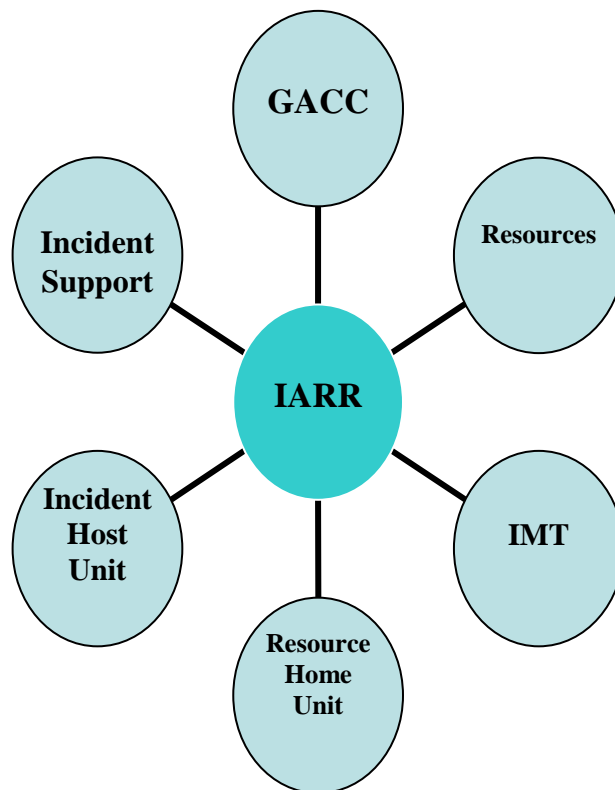 GACC
Resources
Incident
Support
IARR
Incident
Host
Unit
IMT
Resource
Home
Unit